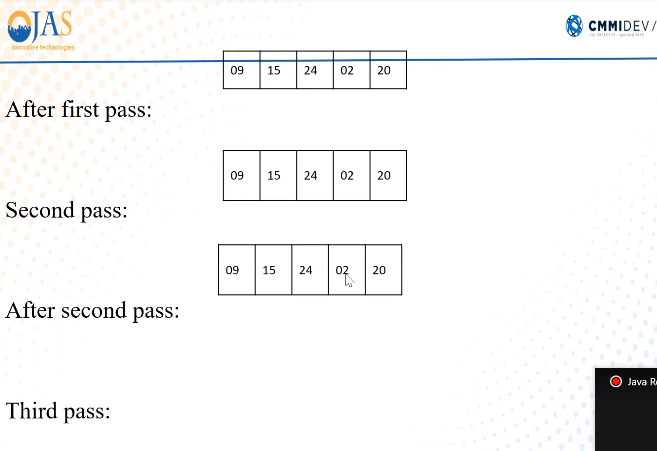 OJAS
innovative technologies
CMMIDEV /
09 15 24 02 20
After first pass:
09 15 24 02 20
Second pass:
09 15 24 02 20
After second pass:
Java R
Third pass: